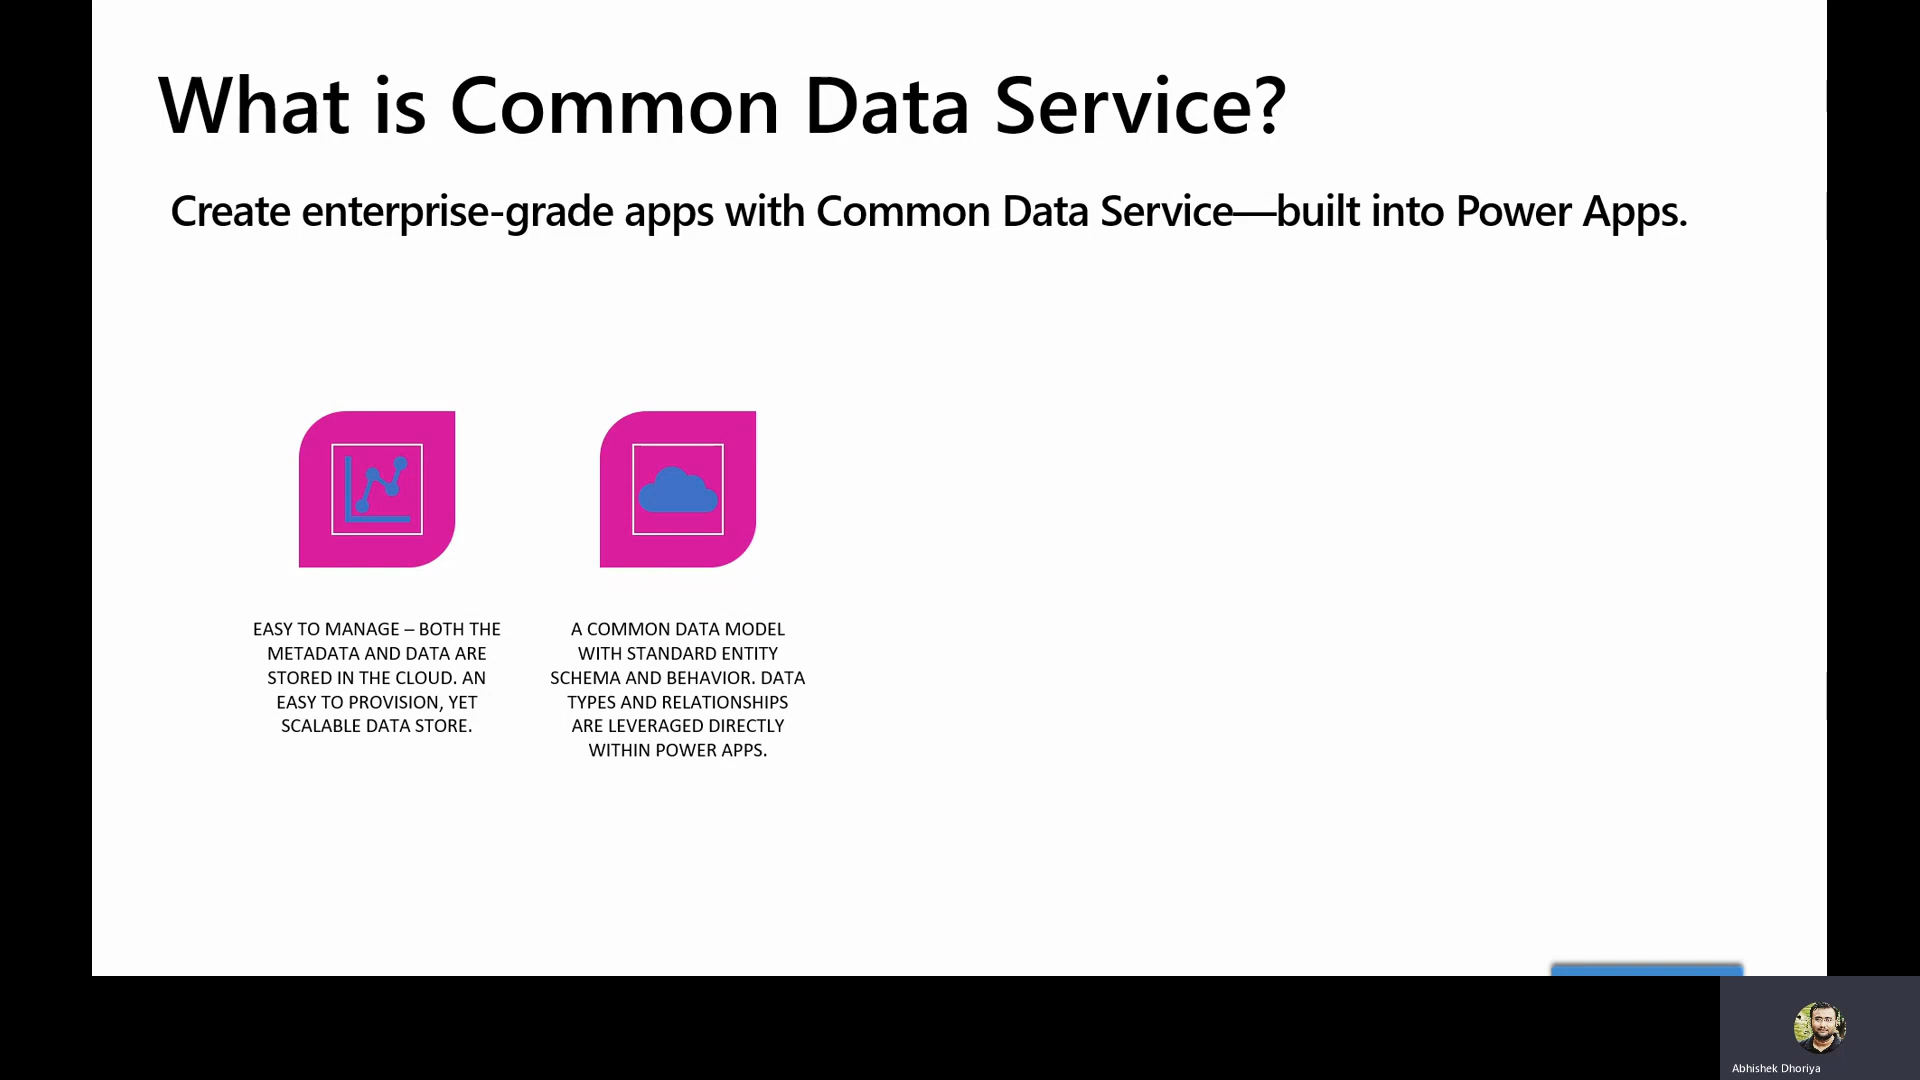 What is Common Data Service?
Create enterprise-grade apps with Common Data Service—built into Power Apps.
EASY TO MANAGE – BOTH THE
METADATA AND DATA ARE
STORED IN THE CLOUD. AN
EASY TO PROVISION, YET
SCALABLE DATA STORE.
A COMMON DATA MODEL
WITH STANDARD ENTITY
SCHEMA AND BEHAVIOR. DATA
TYPES AND RELATIONSHIPS
ARE LEVERAGED DIRECTLY
WITHIN POWER APPS.
Abhishek Dhoriya